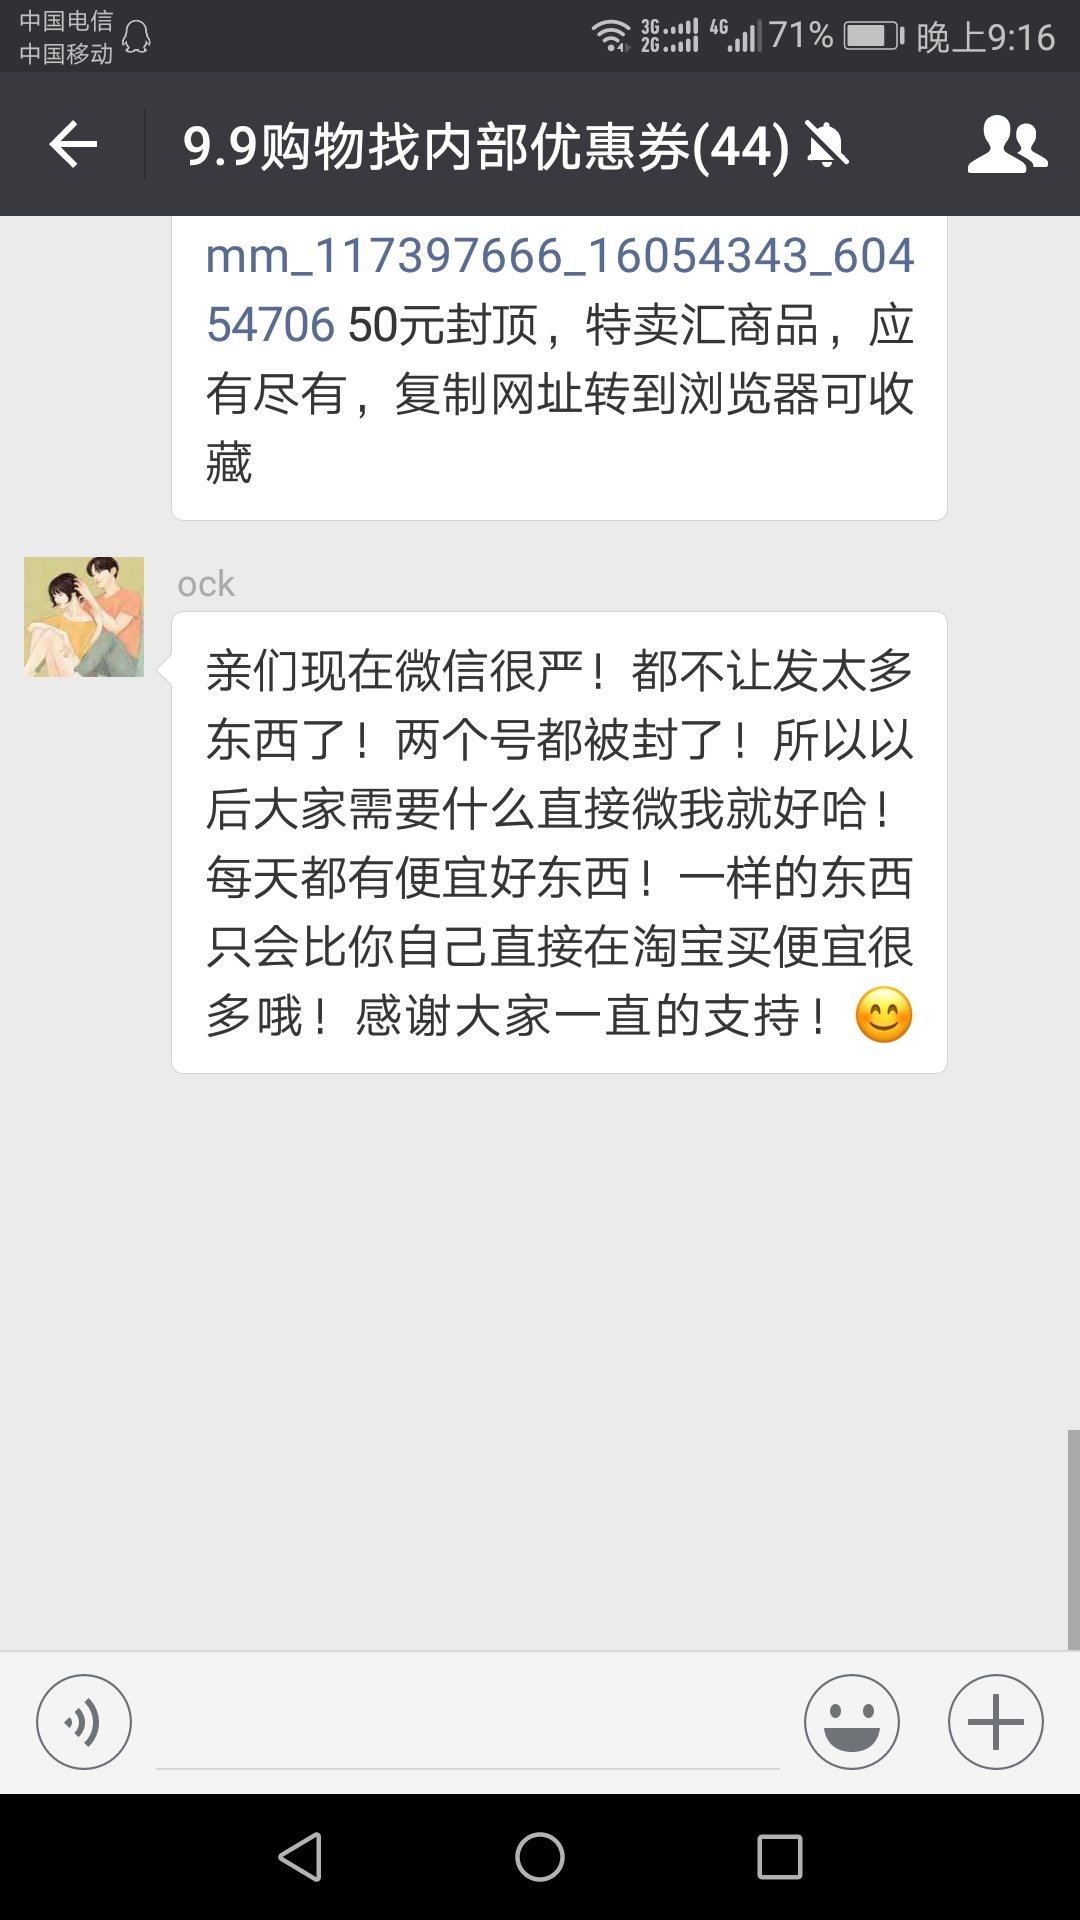 中国电信
中国移动
3G
2G
4G
71%
晚上9:16
9.9购物找内部优惠券(44)
mm_117397666_16054343_604
54706 50元封顶，特卖汇商品，应
有尽有，复制网址转到浏览器可收
藏
ock
亲们现在微信很严！都不让发太多
东西了！两个号都被封了！所以以
后大家需要什么直接微我就好哈！
每天都有便宜好东西！一样的东西
只会比你自己直接在淘宝买便宜很
多哦！感谢大家一直的支持！😊